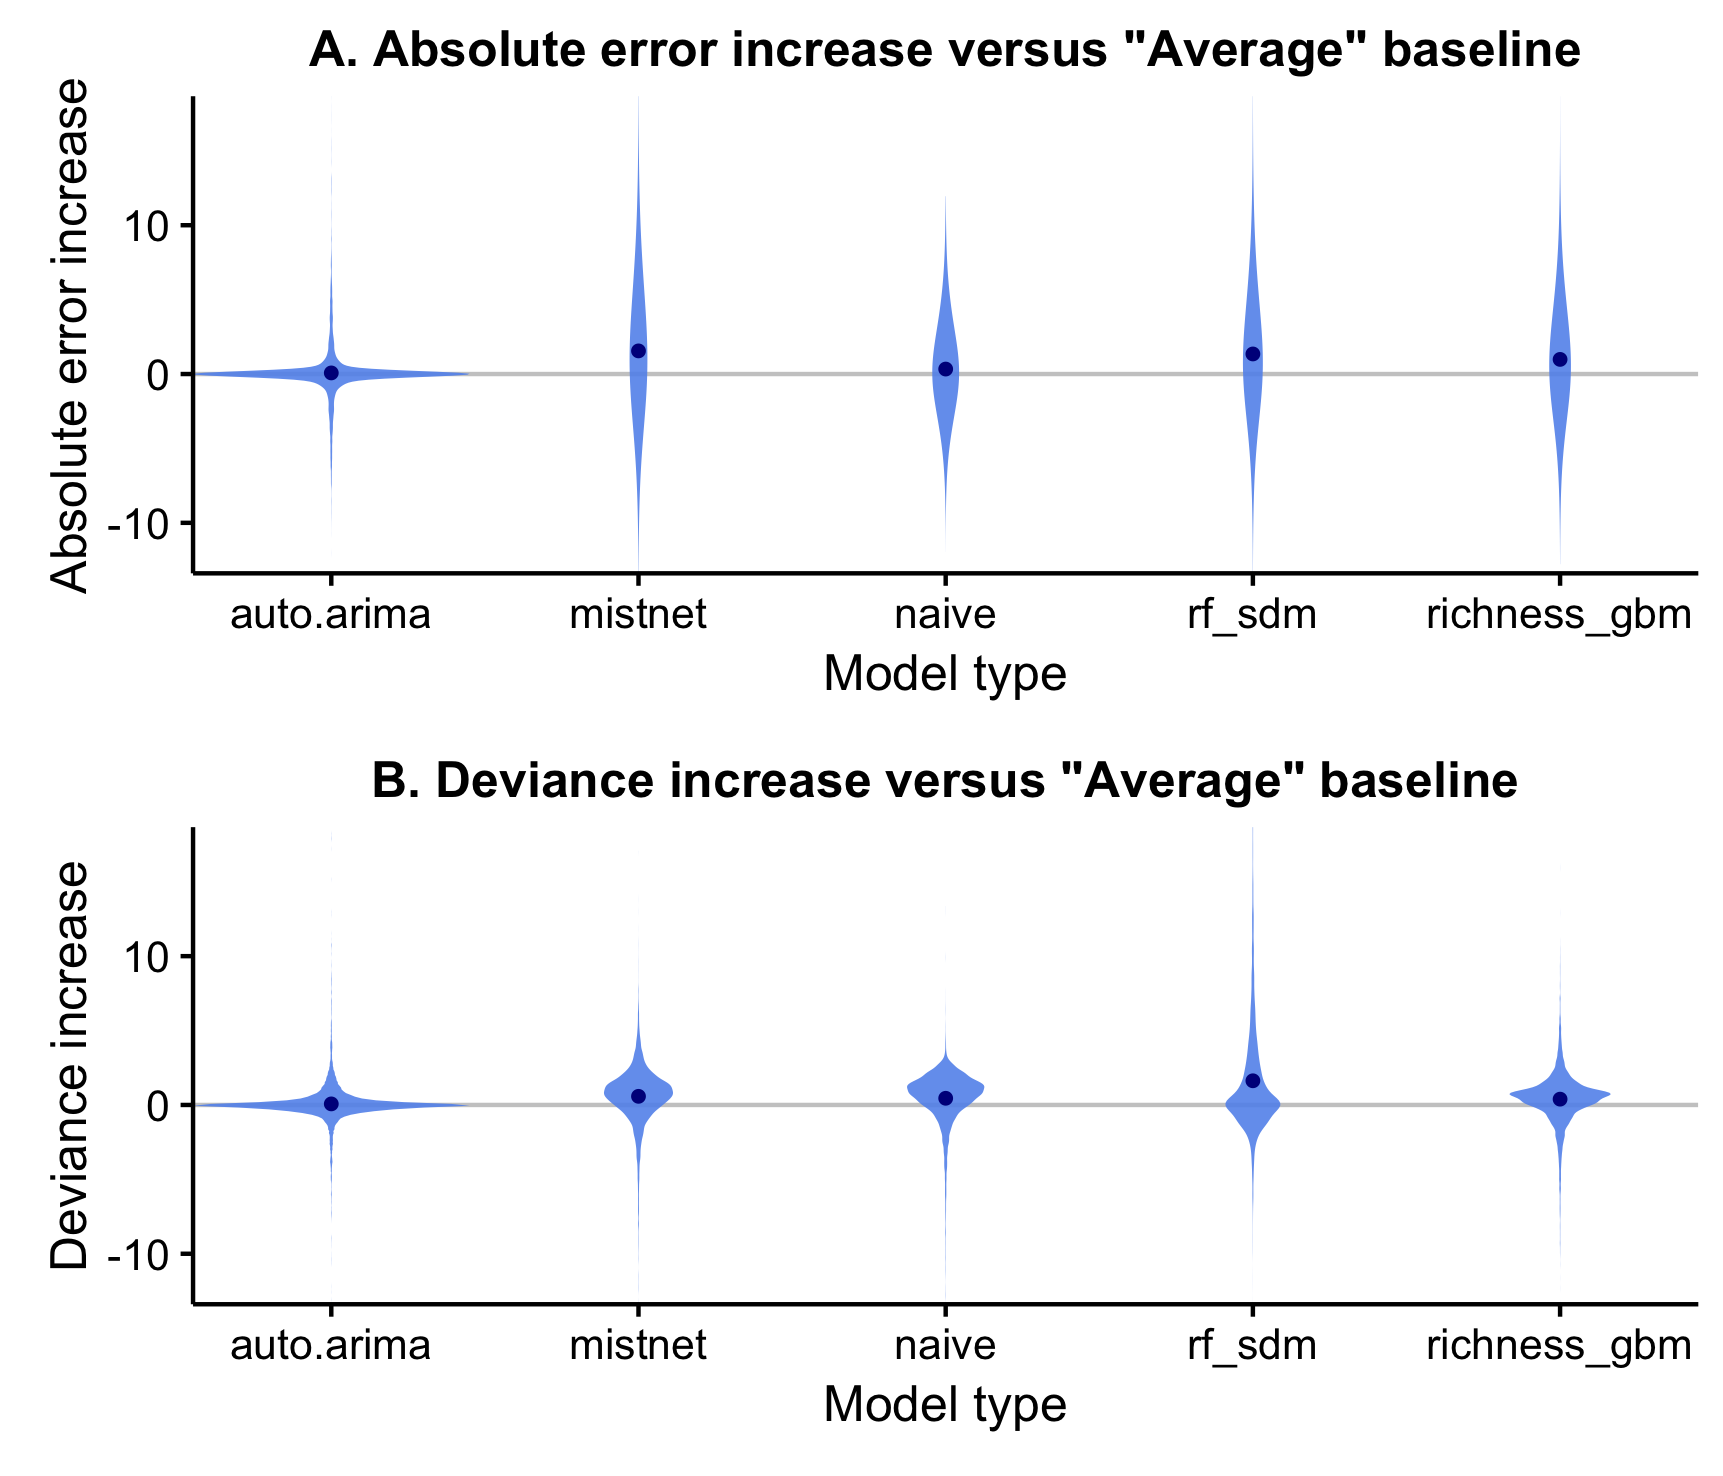 A. Absolute error increase versus "Average" baseline
Absolute error increase
10
0
-10
auto.arima mistnet naive rf_sdm richness_gbm
Model type
B. Deviance increase versus "Average" baseline
Deviance increase
10
0
-10
auto.arima mistnet naive rf_sdm richness_gbm
Model type